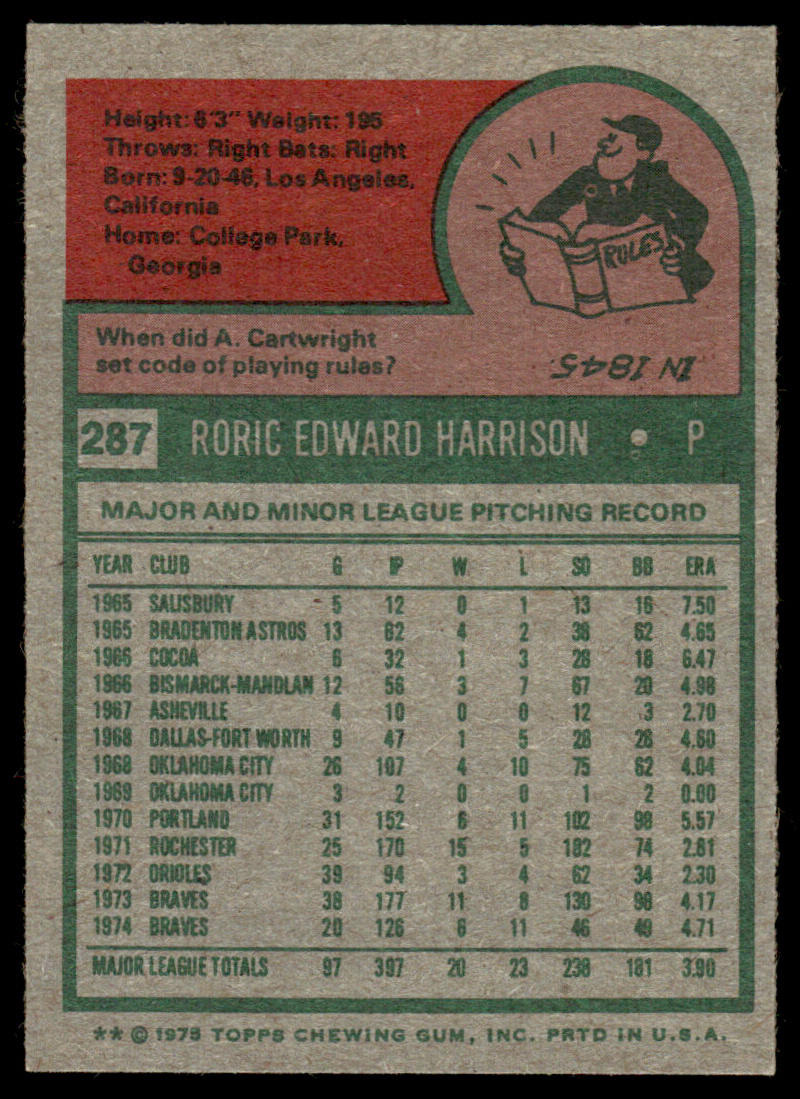 Height: 6'3" Weight: 195
Throws: Right Bats: Right
Born: 9-20-46, Los Angeles,
California
Home: College Park,
Georgia
RULES
When did A. Cartwright
set code of playing rules?
IN 1845.
287 RORIC EDWARD HARRISON • P
MAJOR AND MINOR LEAGUE PITCHING RECORD
YEAR CLUB G IP W L SO BB ERA
1965 SALISBURY 5 12 0 1 13 16 7.50
1965 BRADENTON ASTROS 13 62 4 2 38 62 4.65
1966 COCOA 6 32 1 3 28 18 6.47
1966 BISMARCK-MANDLAN 12 56 3 7 67 20 4.98
1967 ASHEVILLE 4 10 0 0 12 3 2.70
1968 DALLAS-FORT WORTH 9 47 1 5 28 26 4.60
1968 OKLAHOMA CITY 26 107 4 10 75 62 4.04
1969 OKLAHOMA CITY 3 2 0 0 1 2 0.00
1970 PORTLAND 31 152 6 11 102 98 5.57
1971 ROCHESTER 25 170 15 5 182 74 2.81
1972 ORIOLES 39 94 3 4 62 34 2.30
1973 BRAVES 38 177 11 8 130 98 4.17
1974 BRAVES 20 126 6 11 46 49 4.71
MAJOR LEAGUE TOTALS 97 397 20 23 238 181 3.90
** © 1975 TOPPS CHEWING GUM, INC. PRTD IN U.S.A.